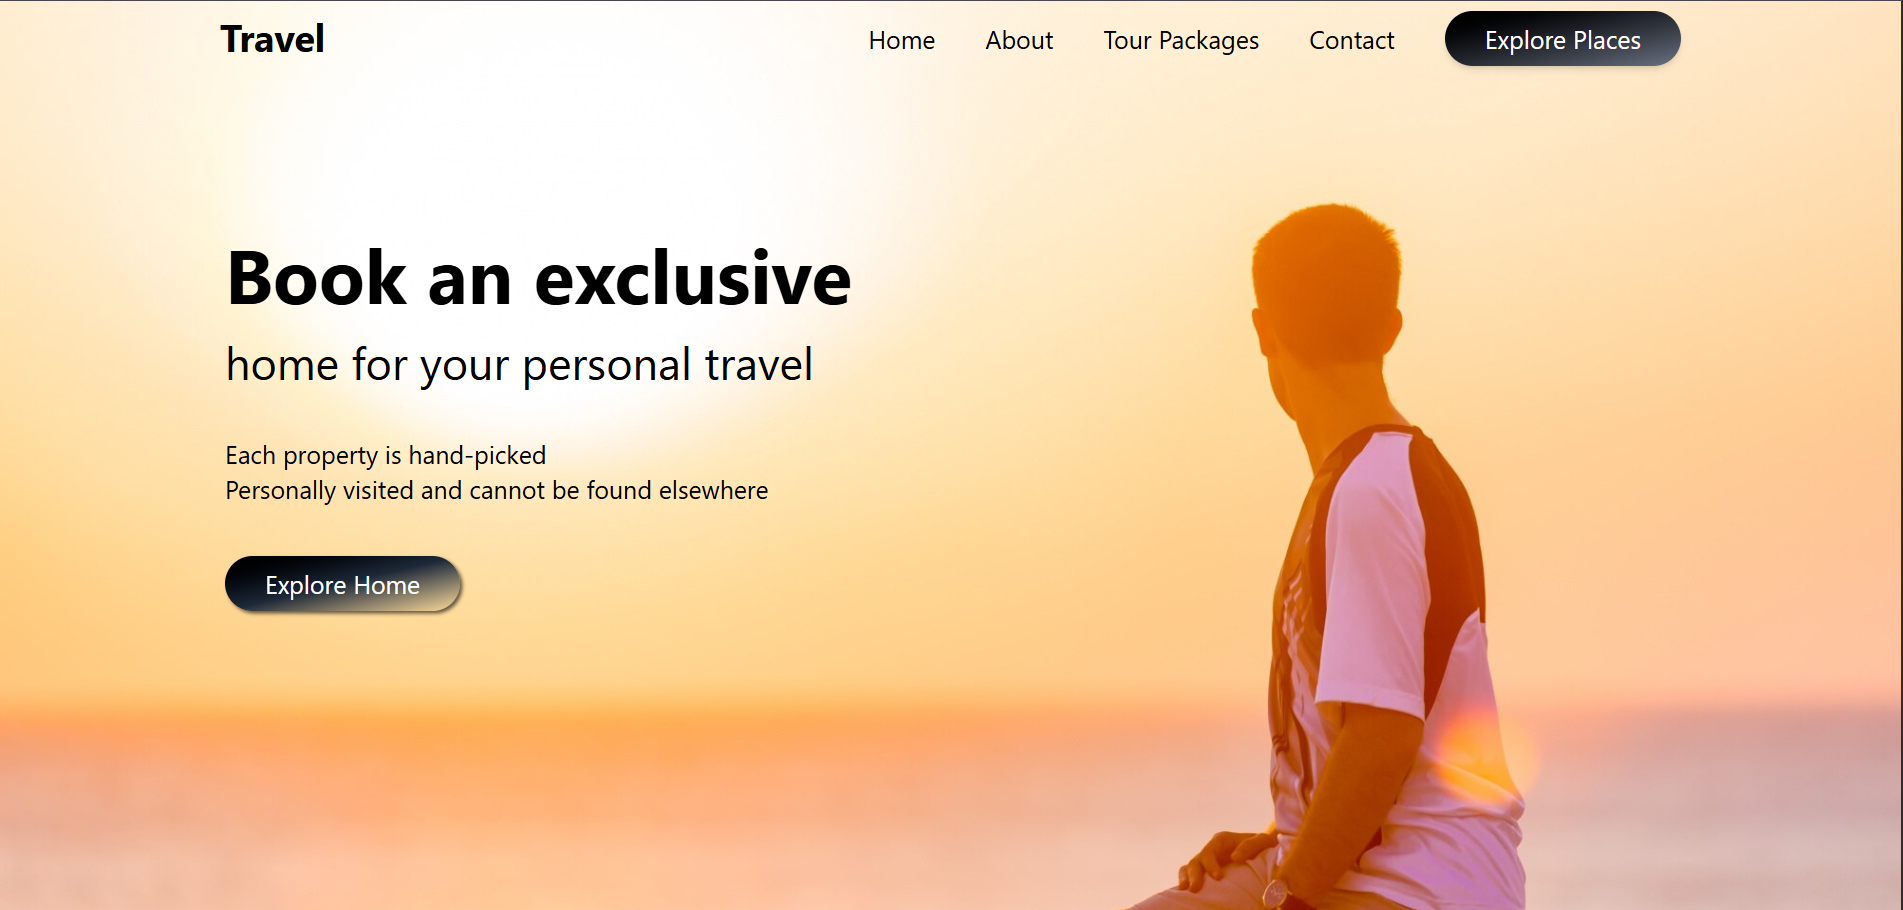 Travel
Home About Tour Packages Contact Explore Places
Book an exclusive
home for your personal travel
Each property is hand-picked
Personally visited and cannot be found elsewhere
Explore Home